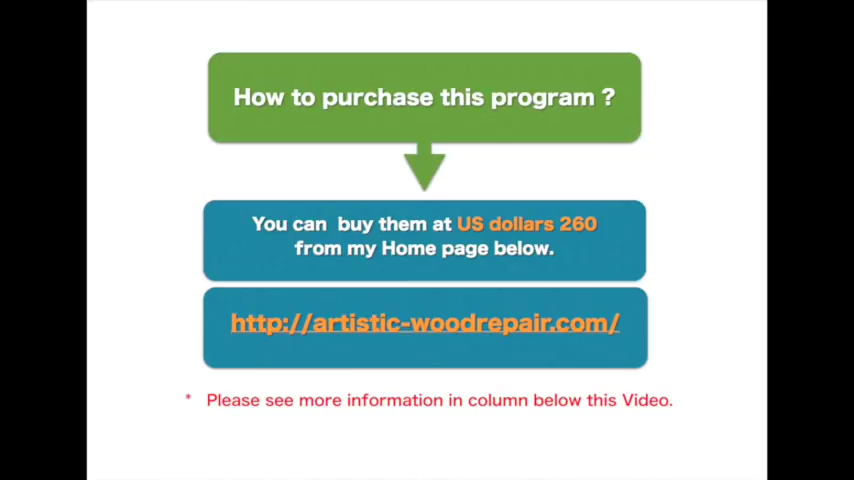 How to purchase this program ?
You can buy them at US dollars 260
from my Home page below.
http://artistic-woodrepair.com/
* Please see more information in column below this Video.